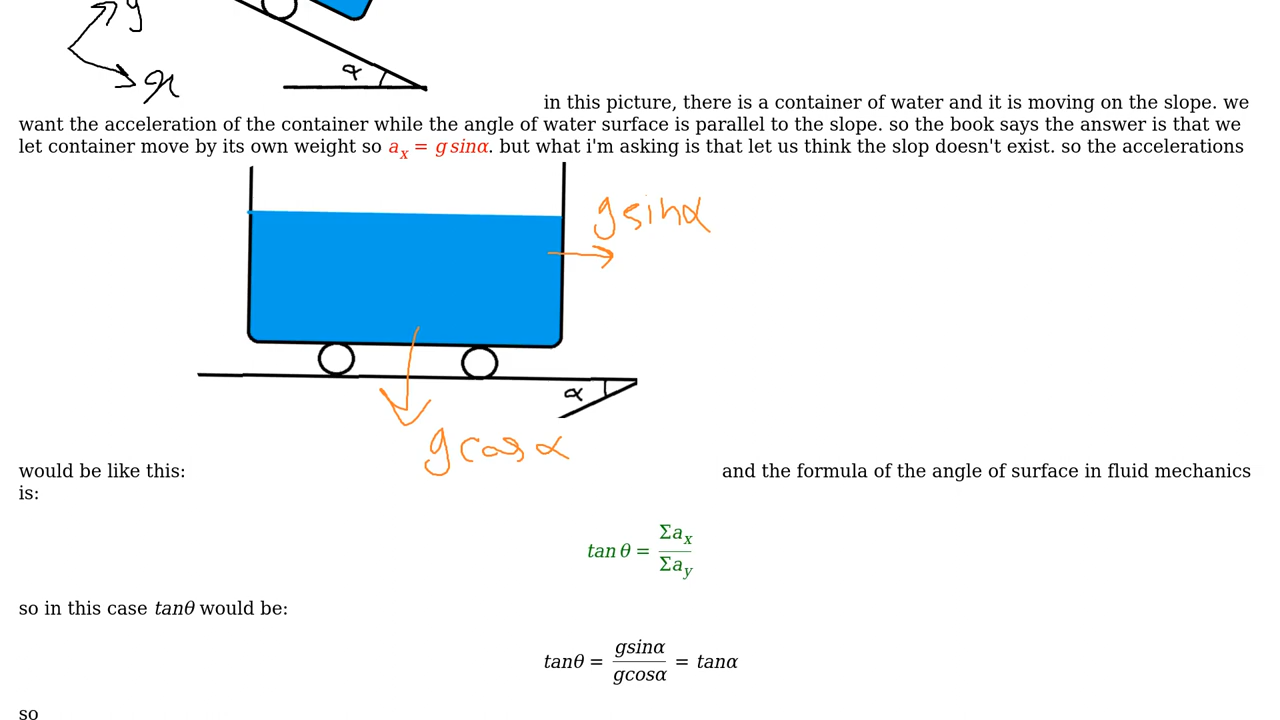 y
x
α
in this picture, there is a container of water and it is moving on the slope. we
want the acceleration of the container while the angle of water surface is parallel to the slope. so the book says the answer is that we
let container move by its own weight so aₓ = g sinα. but what i'm asking is that let us think the slop doesn't exist. so the accelerations
g sinα
α
g cosα
would be like this: and the formula of the angle of surface in fluid mechanics
is:
tan θ = Σaₓ / Σa_y
so in this case tanθ would be:
tanθ = gsinα / gcosα = tanα
so